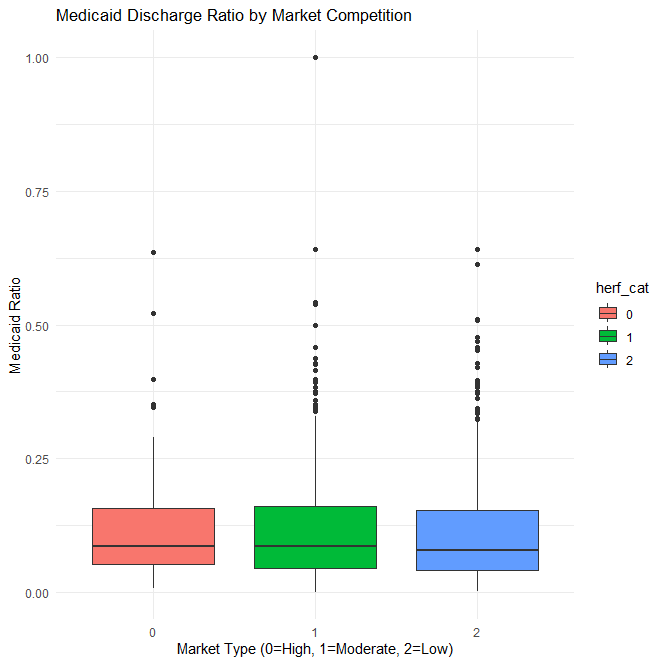 Medicaid Discharge Ratio by Market Competition
1.00
0.75
0.50
0.25
0.00
Medicaid Ratio
0
1
2
Market Type (0=High, 1=Moderate, 2=Low)
herf_cat
0
1
2